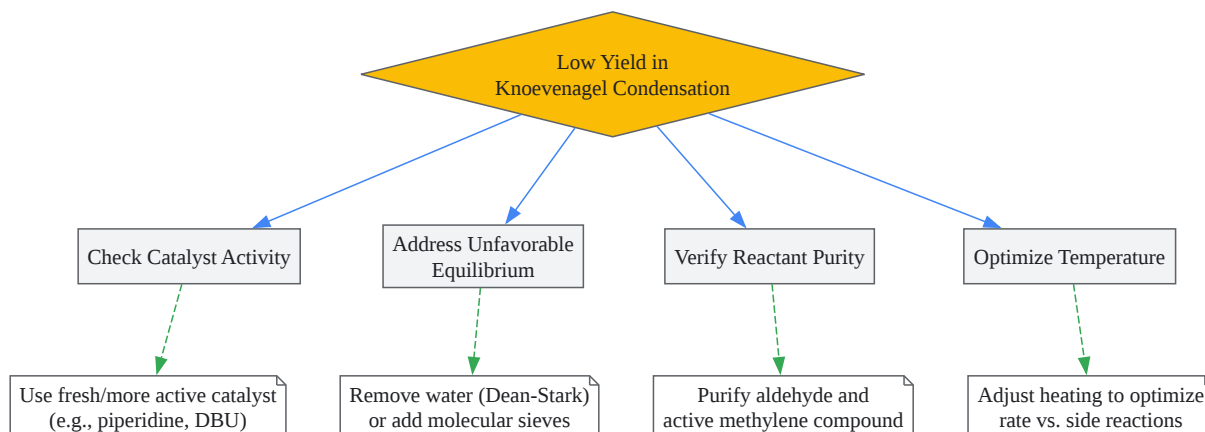 Low Yield in
Knoevenagel Condensation
Check Catalyst Activity
Address Unfavorable
Equilibrium
Verify Reactant Purity
Optimize Temperature
Use fresh/more active catalyst
(e.g., piperidine, DBU)
Remove water (Dean-Stark)
or add molecular sieves
Purify aldehyde and
active methylene compound
Adjust heating to optimize
rate vs. side reactions